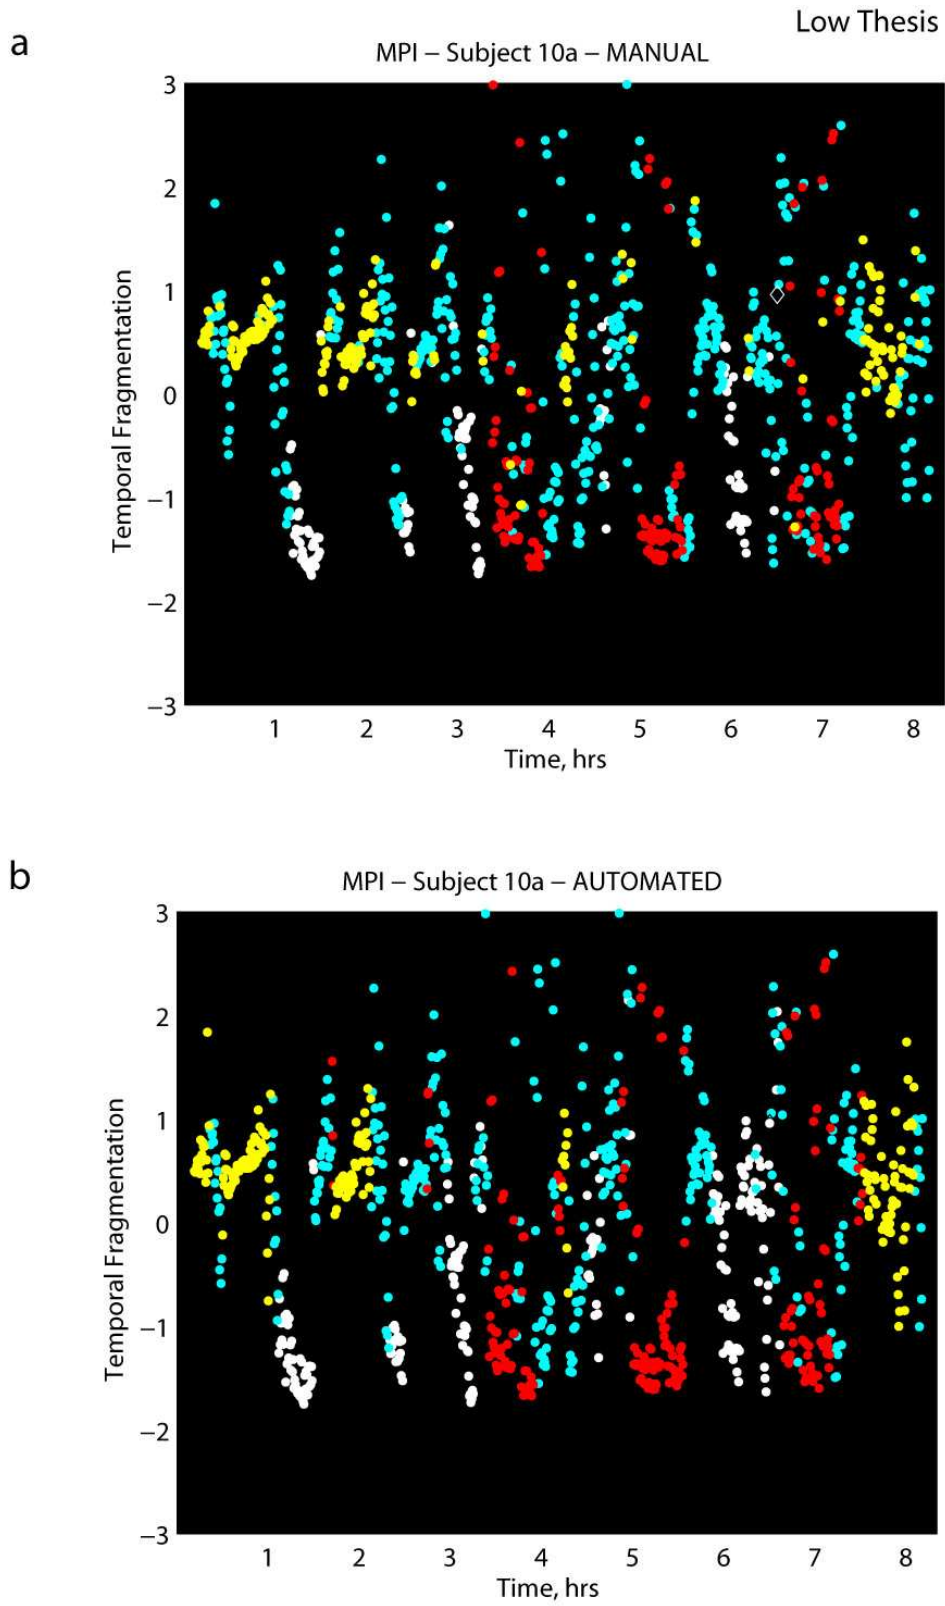 Low Thesis
a
MPI – Subject 10a – MANUAL
3
2
1
0
−1
−2
−3
Temporal Fragmentation
1 2 3 4 5 6 7 8
Time, hrs
b
MPI – Subject 10a – AUTOMATED
3
2
1
0
−1
−2
−3
Temporal Fragmentation
1 2 3 4 5 6 7 8
Time, hrs